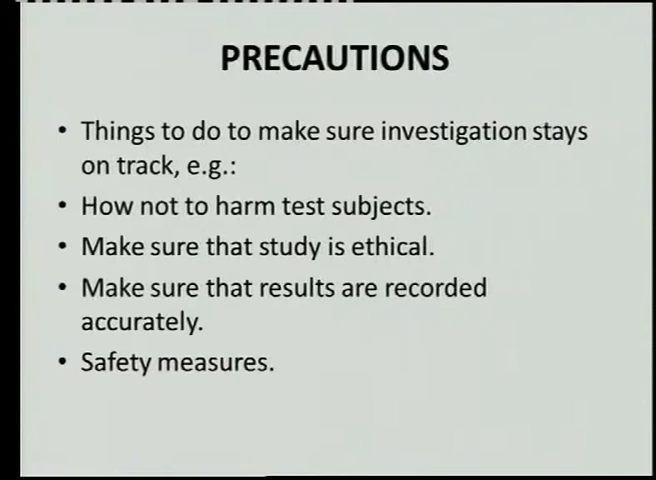 PRECAUTIONS
• Things to do to make sure investigation stays
on track, e.g.:
• How not to harm test subjects.
• Make sure that study is ethical.
• Make sure that results are recorded
accurately.
• Safety measures.